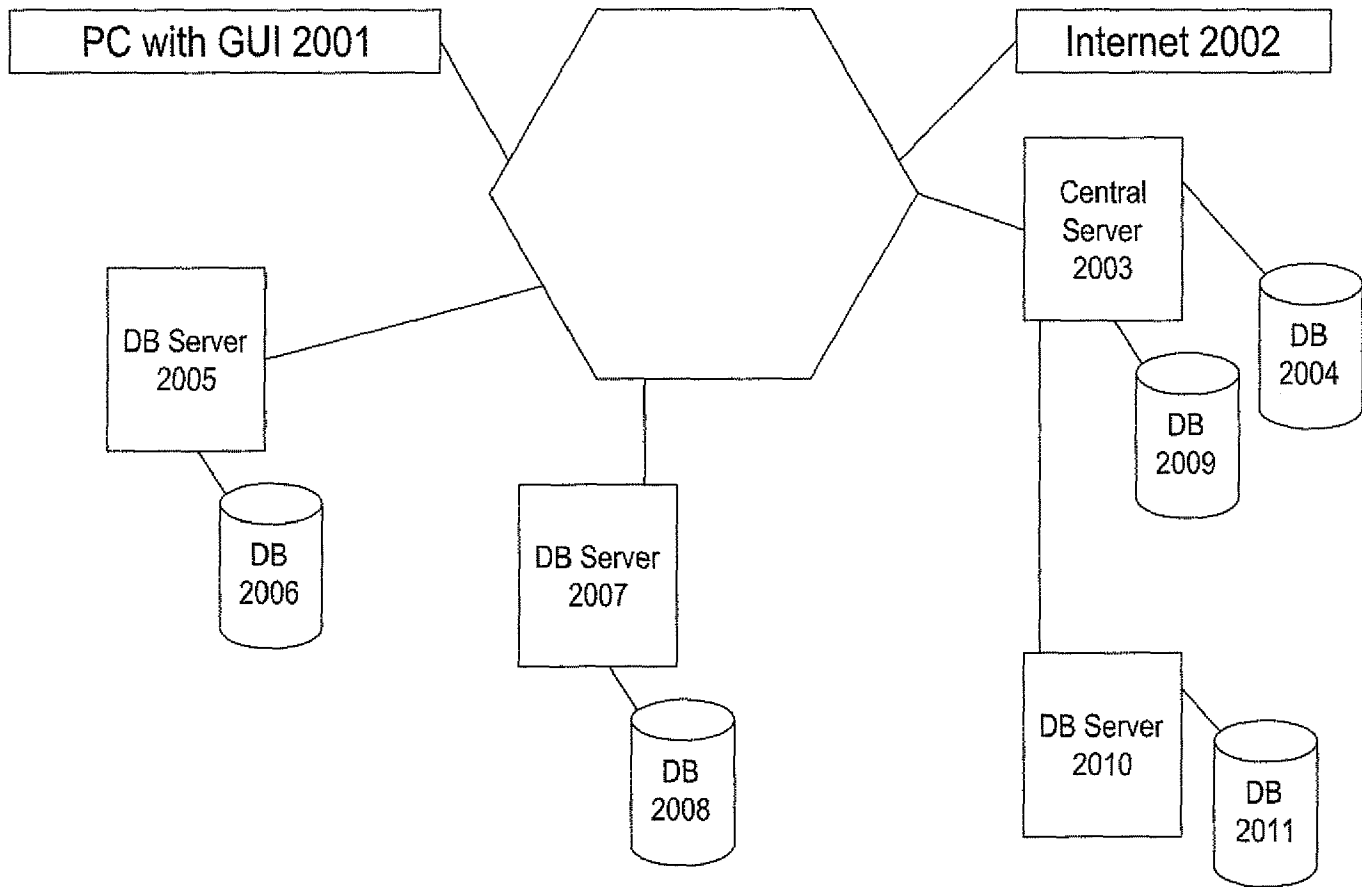 PC with GUI 2001
Internet 2002
Central
Server
2003
DB
2004
DB Server
2005
DB
2009
DB
2006
DB Server
2007
DB Server
2010
DB
2008
DB
2011